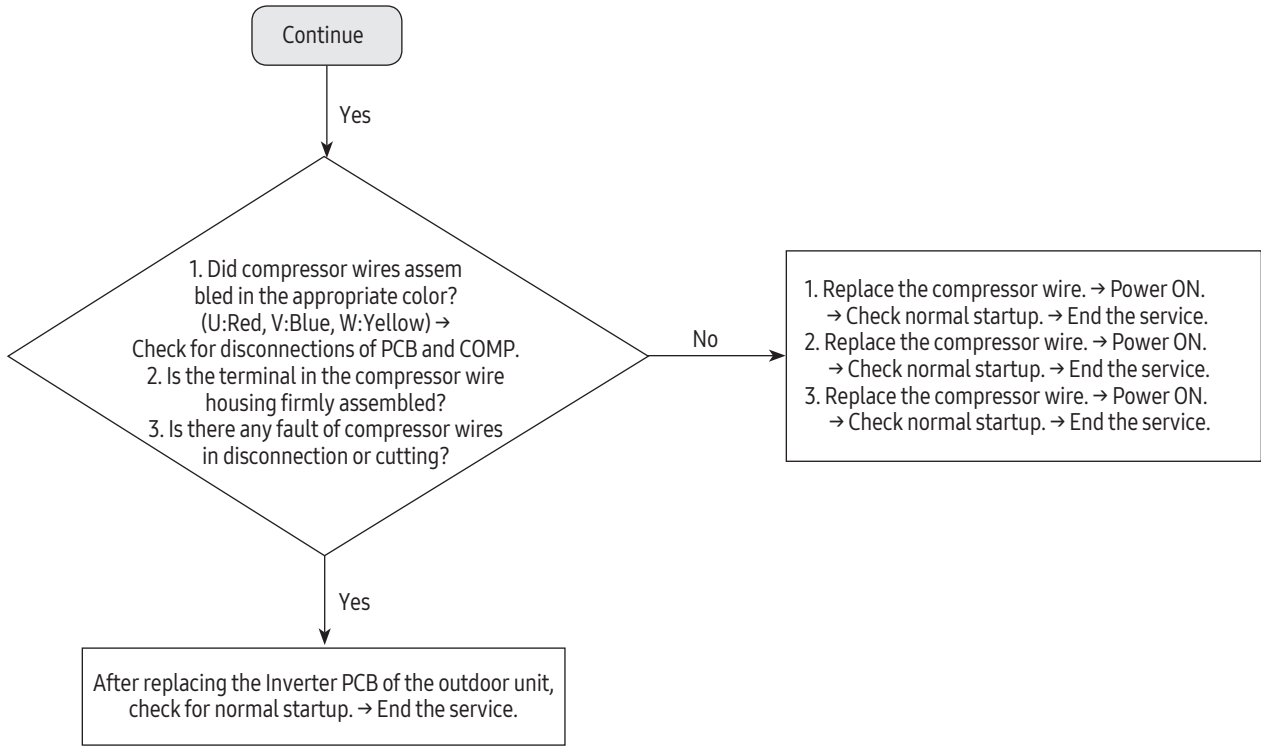 Continue
Yes
1. Did compressor wires assem
bled in the appropriate color?
(U:Red, V:Blue, W:Yellow) →
Check for disconnections of PCB and COMP.
2. Is the terminal in the compressor wire
housing firmly assembled?
3. Is there any fault of compressor wires
in disconnection or cutting?
No
1. Replace the compressor wire. → Power ON.
→ Check normal startup. → End the service.
2. Replace the compressor wire. → Power ON.
→ Check normal startup. → End the service.
3. Replace the compressor wire. → Power ON.
→ Check normal startup. → End the service.
Yes
After replacing the Inverter PCB of the outdoor unit,
check for normal startup. → End the service.